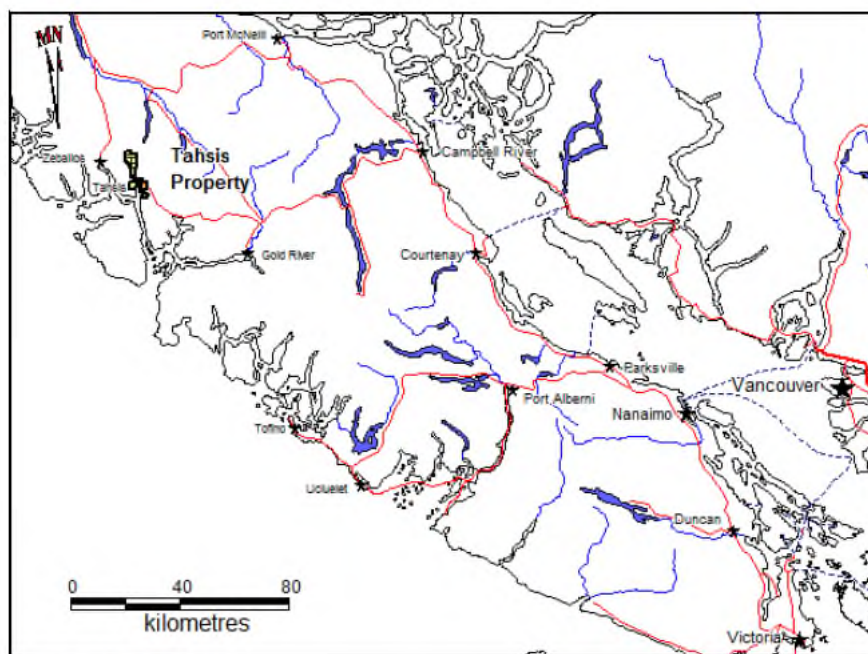 MN
Port McNeill
Campbell River
Tahsis
Property
Zeballos
Tahsis
Gold River
Courtenay
Parksville
Vancouver
Port Alberni
Nanaimo
Tofino
Ucluelet
Duncan
0 40 80
kilometres
Victoria